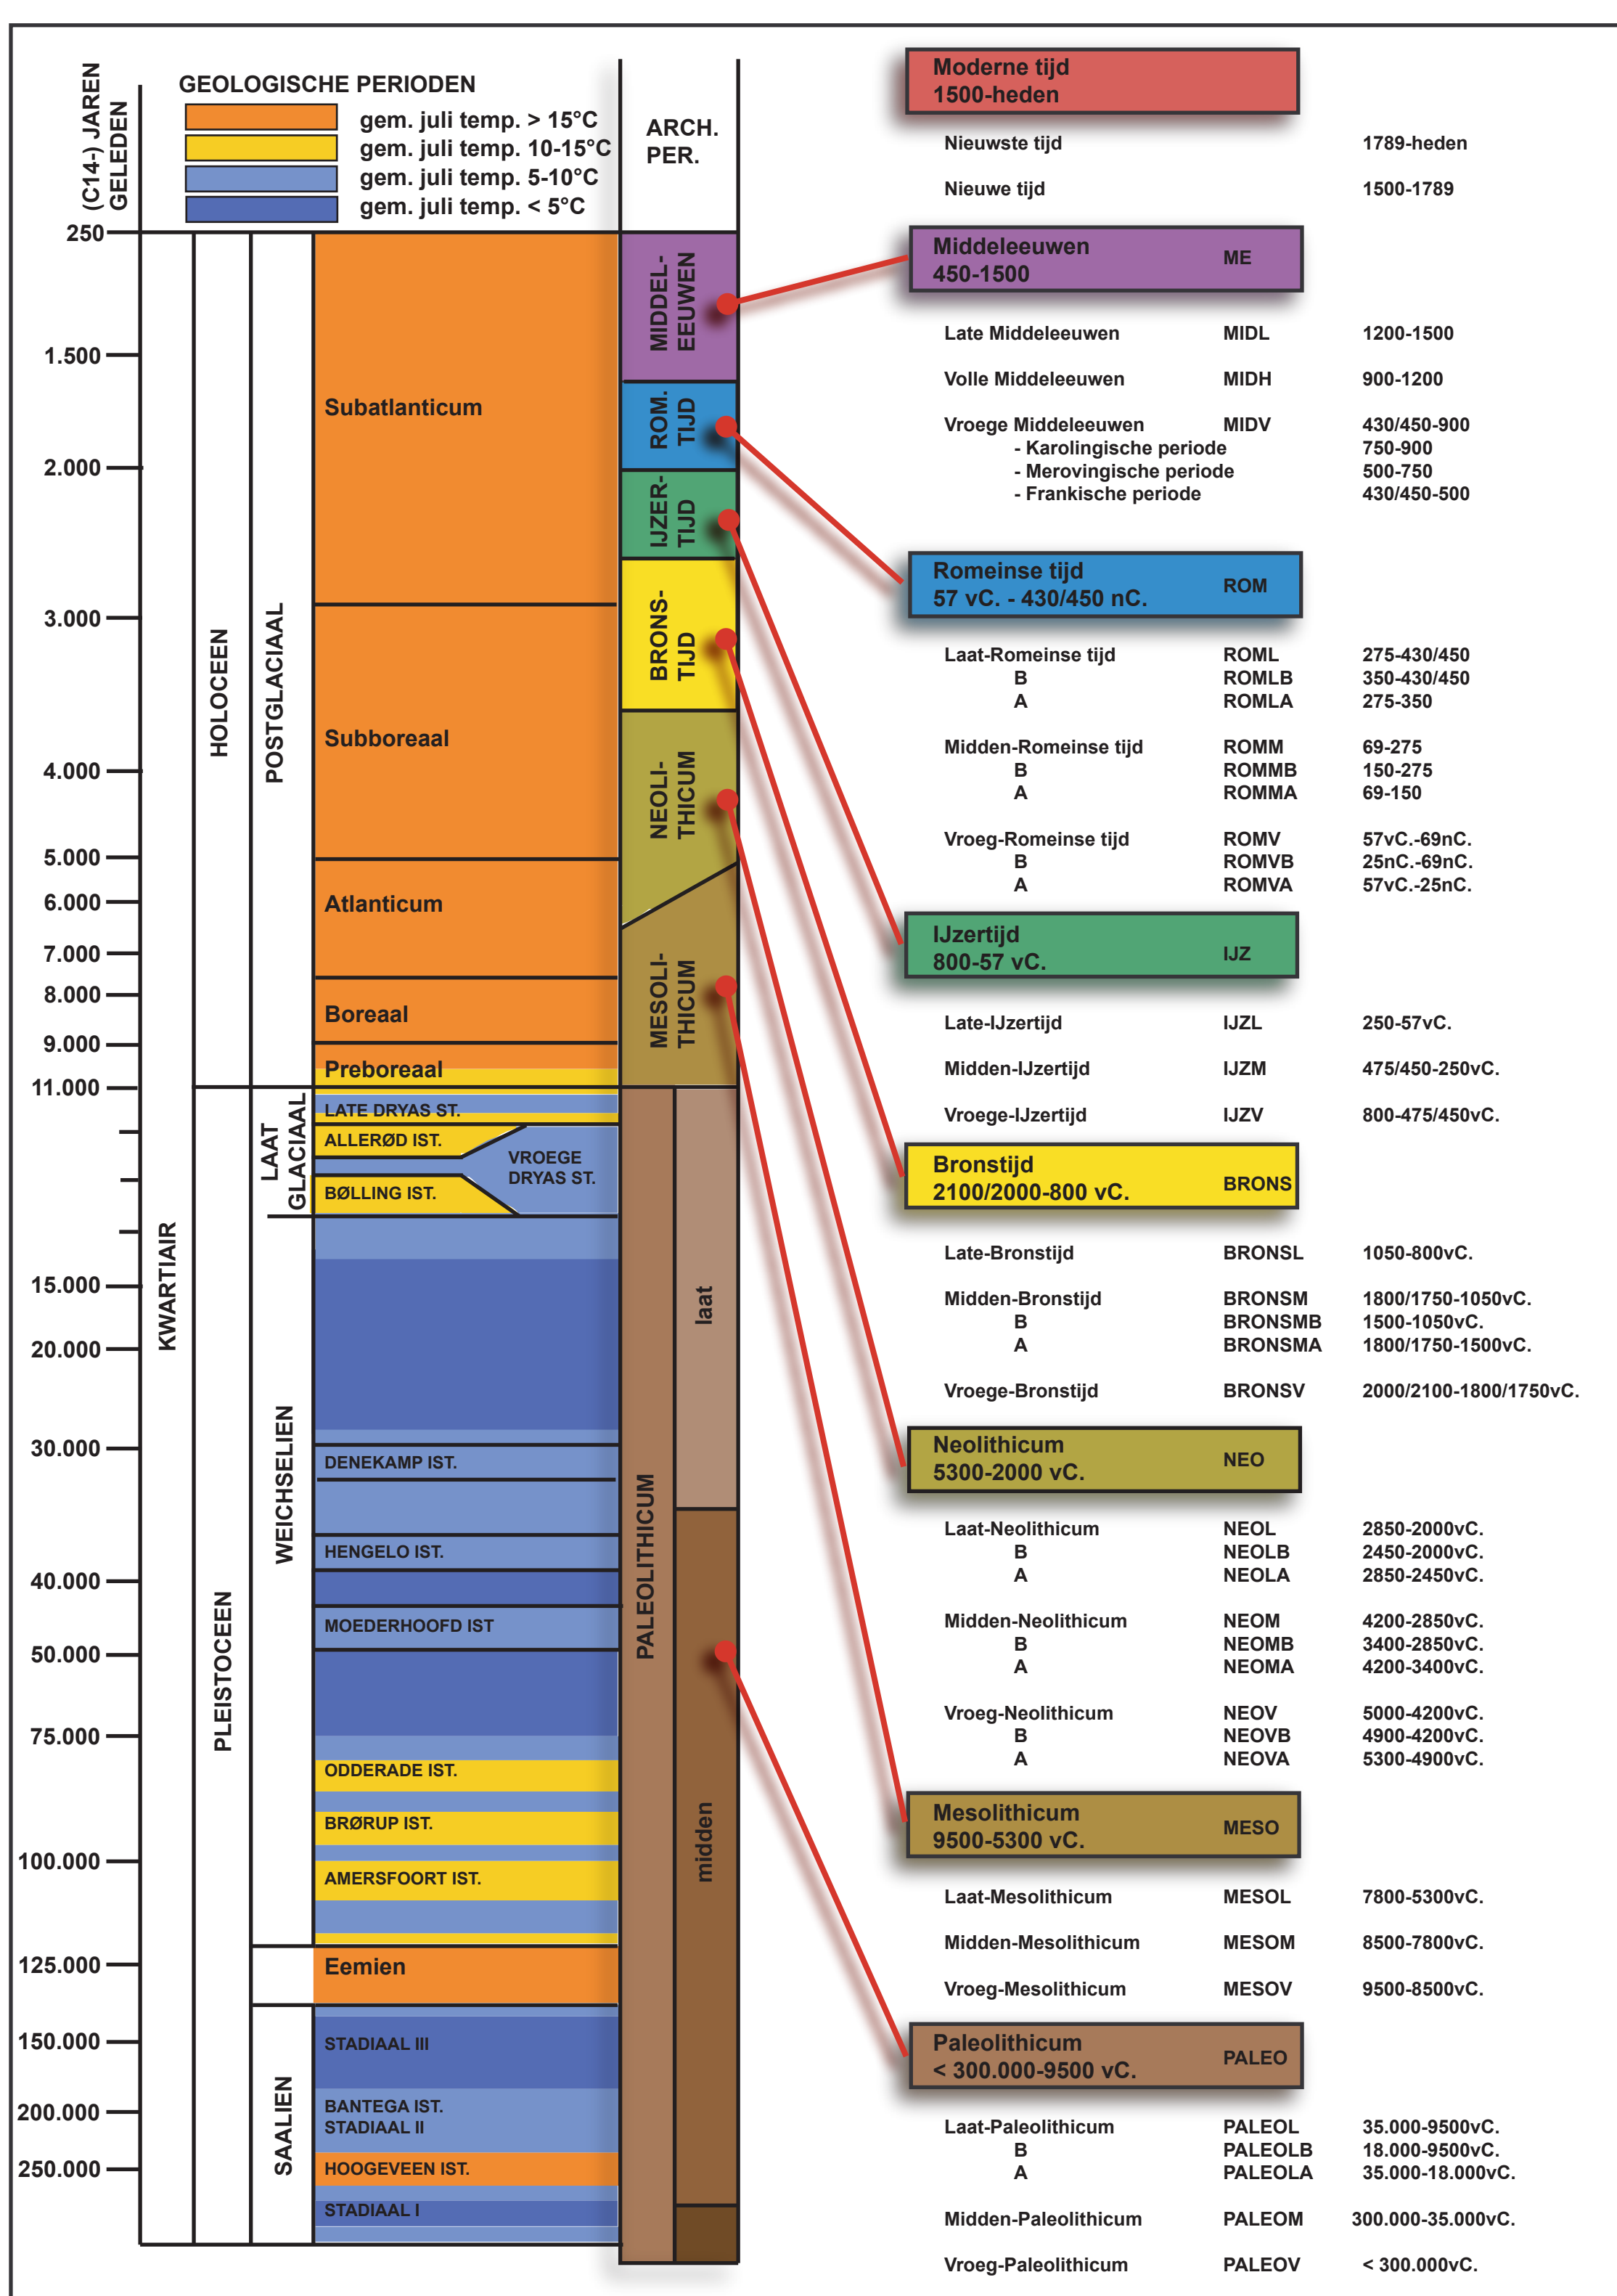 (C14-) JAREN
GELEDEN
GEOLOGISCHE PERIODEN
gem. juli temp. > 15°C
gem. juli temp. 10-15°C
gem. juli temp. 5-10°C
gem. juli temp. < 5°C
ARCH.
PER.
250
1.500
2.000
3.000
4.000
5.000
6.000
7.000
8.000
9.000
11.000
15.000
20.000
30.000
40.000
50.000
75.000
100.000
125.000
150.000
200.000
250.000
KWARTIAIR
HOLOCEEN
PLEISTOCEEN
POSTGLACIAAL
LAAT
GLACIAAL
WEICHSELIEN
SAALIEN
Subatlanticum
Subboreaal
Atlanticum
Boreaal
Preboreaal
LATE DRYAS ST.
ALLERØD IST.
VROEGE
DRYAS ST.
BØLLING IST.
DENEKAMP IST.
HENGELO IST.
MOEDERHOOFD IST
ODDERADE IST.
BRØRUP IST.
AMERSFOORT IST.
Eemien
STADIAAL III
BANTEGA IST.
STADIAAL II
HOOGEVEEN IST.
STADIAAL I
MIDDEL-
EEUWEN
ROM.
TIJD
IJZER-
TIJD
BRONS-
TIJD
NEOLI-
THICUM
MESOLI-
THICUM
PALEOLITHICUM
laat
midden
Moderne tijd
1500-heden
Nieuwste tijd 1789-heden
Nieuwe tijd 1500-1789
Middeleeuwen ME
450-1500
Late Middeleeuwen MIDL 1200-1500
Volle Middeleeuwen MIDH 900-1200
Vroege Middeleeuwen MIDV 430/450-900
- Karolingische periode 750-900
- Merovingische periode 500-750
- Frankische periode 430/450-500
Romeinse tijd ROM
57 vC. - 430/450 nC.
Laat-Romeinse tijd ROML 275-430/450
B ROMLB 350-430/450
A ROMLA 275-350
Midden-Romeinse tijd ROMM 69-275
B ROMMB 150-275
A ROMMA 69-150
Vroeg-Romeinse tijd ROMV 57vC.-69nC.
B ROMVB 25nC.-69nC.
A ROMVA 57vC.-25nC.
IJzertijd IJZ
800-57 vC.
Late-IJzertijd IJZL 250-57vC.
Midden-IJzertijd IJZM 475/450-250vC.
Vroege-IJzertijd IJZV 800-475/450vC.
Bronstijd BRONS
2100/2000-800 vC.
Late-Bronstijd BRONSL 1050-800vC.
Midden-Bronstijd BRONSM 1800/1750-1050vC.
B BRONSMB 1500-1050vC.
A BRONSMA 1800/1750-1500vC.
Vroege-Bronstijd BRONSV 2000/2100-1800/1750vC.
Neolithicum NEO
5300-2000 vC.
Laat-Neolithicum NEOL 2850-2000vC.
B NEOLB 2450-2000vC.
A NEOLA 2850-2450vC.
Midden-Neolithicum NEOM 4200-2850vC.
B NEOMB 3400-2850vC.
A NEOMA 4200-3400vC.
Vroeg-Neolithicum NEOV 5000-4200vC.
B NEOVB 4900-4200vC.
A NEOVA 5300-4900vC.
Mesolithicum MESO
9500-5300 vC.
Laat-Mesolithicum MESOL 7800-5300vC.
Midden-Mesolithicum MESOM 8500-7800vC.
Vroeg-Mesolithicum MESOV 9500-8500vC.
Paleolithicum PALEO
< 300.000-9500 vC.
Laat-Paleolithicum PALEOL 35.000-9500vC.
B PALEOLB 18.000-9500vC.
A PALEOLA 35.000-18.000vC.
Midden-Paleolithicum PALEOM 300.000-35.000vC.
Vroeg-Paleolithicum PALEOV < 300.000vC.